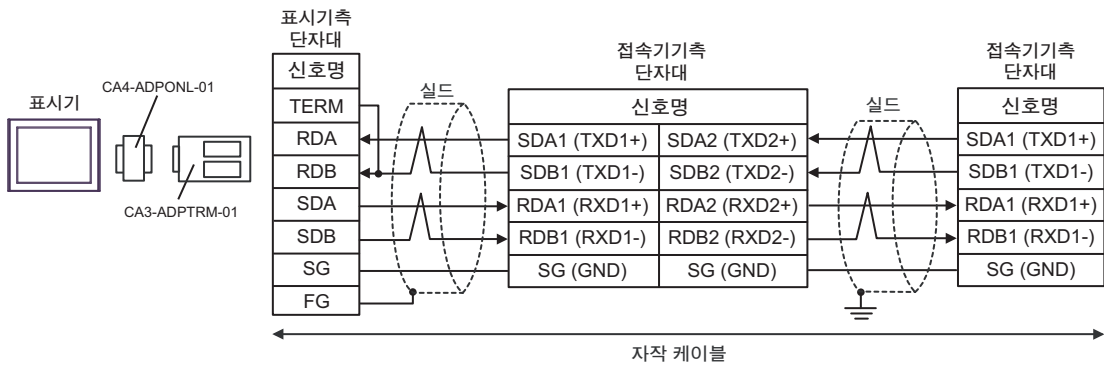 표시기
CA4-ADPONL-01
CA3-ADPTRM-01
표시기측
단자대
신호명
TERM
RDA
RDB
SDA
SDB
SG
FG
실드
접속기기측
단자대
신호명
SDA1 (TXD1+) SDA2 (TXD2+)
SDB1 (TXD1-) SDB2 (TXD2-)
RDA1 (RXD1+) RDA2 (RXD2+)
RDB1 (RXD1-) RDB2 (RXD2-)
SG (GND) SG (GND)
실드
접속기기측
단자대
신호명
SDA1 (TXD1+)
SDB1 (TXD1-)
RDA1 (RXD1+)
RDB1 (RXD1-)
SG (GND)
자작 케이블